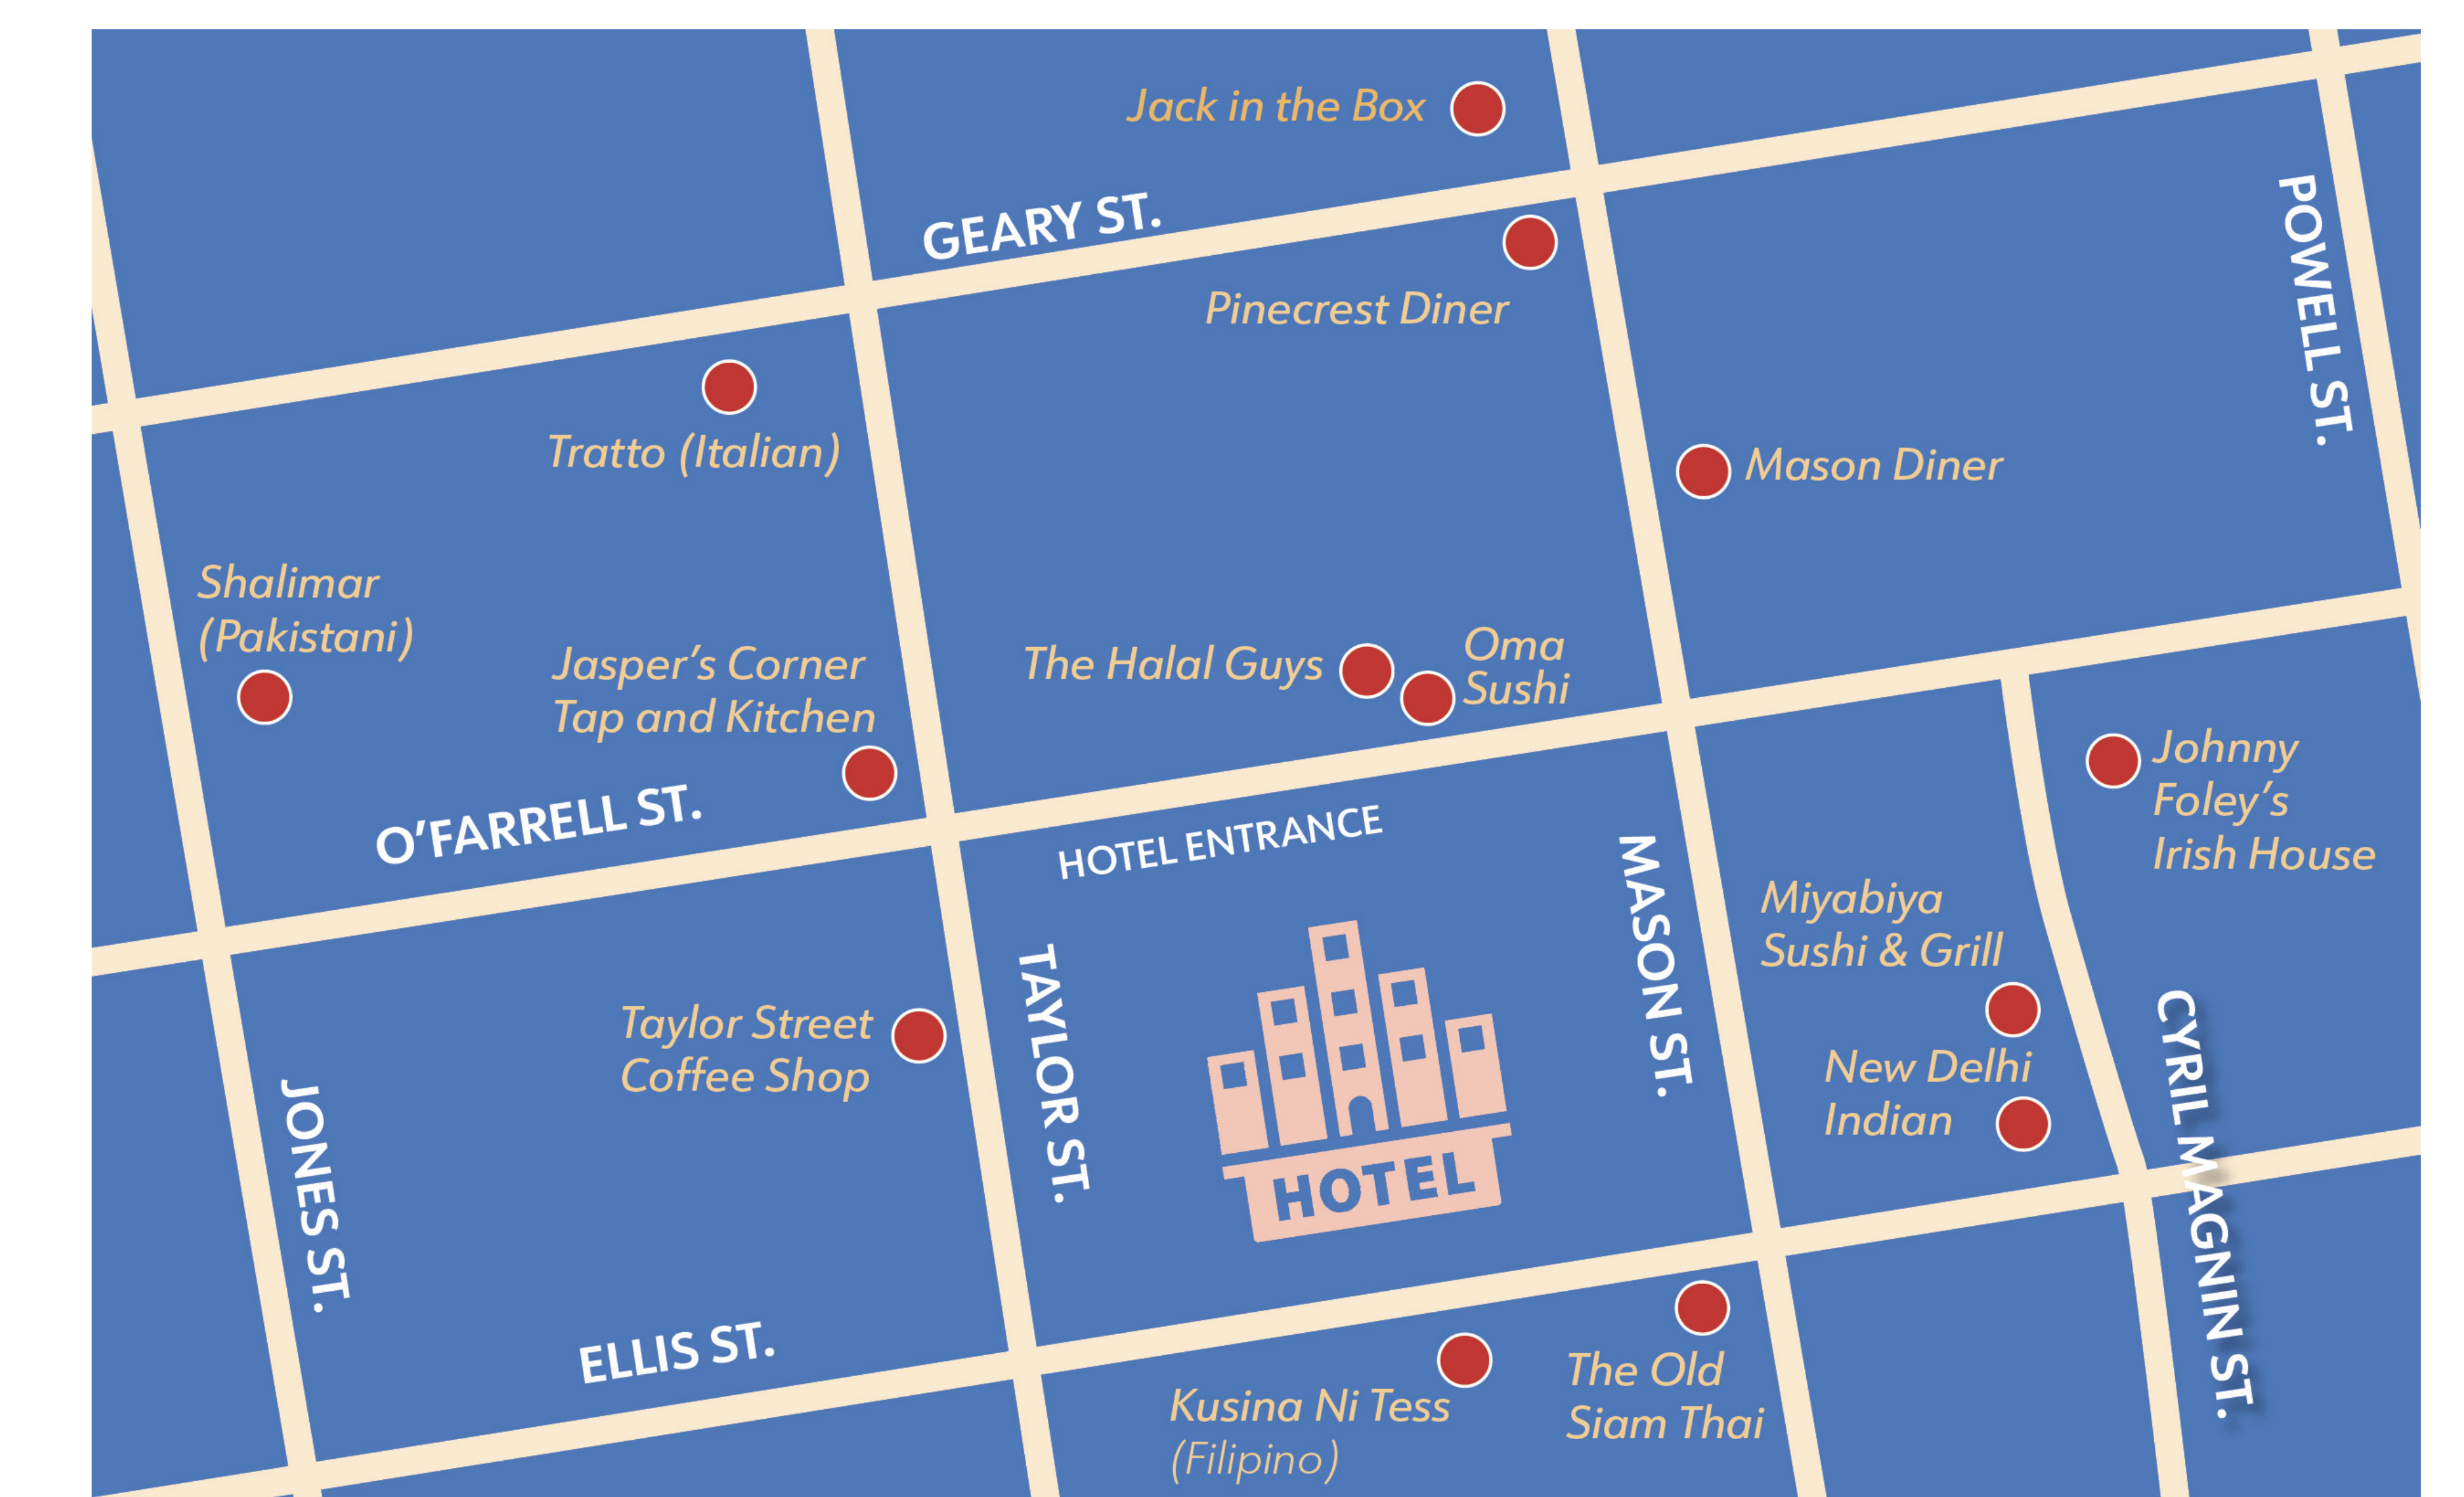 Jack in the Box
GEARY ST.
POWELL ST.
Pinecrest Diner
Tratto (Italian)
Mason Diner
Shalimar
(Pakistani)
Jasper’s Corner
Tap and Kitchen
The Halal Guys
Oma
Sushi
O’FARRELL ST.
HOTEL ENTRANCE
Johnny
Foley’s
Irish House
MASON ST.
Miyabiya
Sushi & Grill
TAYLOR ST.
Taylor Street
Coffee Shop
New Delhi
Indian
CYRIL MAGNIN ST.
JONES ST.
HOTEL
ELLIS ST.
Kusina Ni Tess
(Filipino)
The Old
Siam Thai